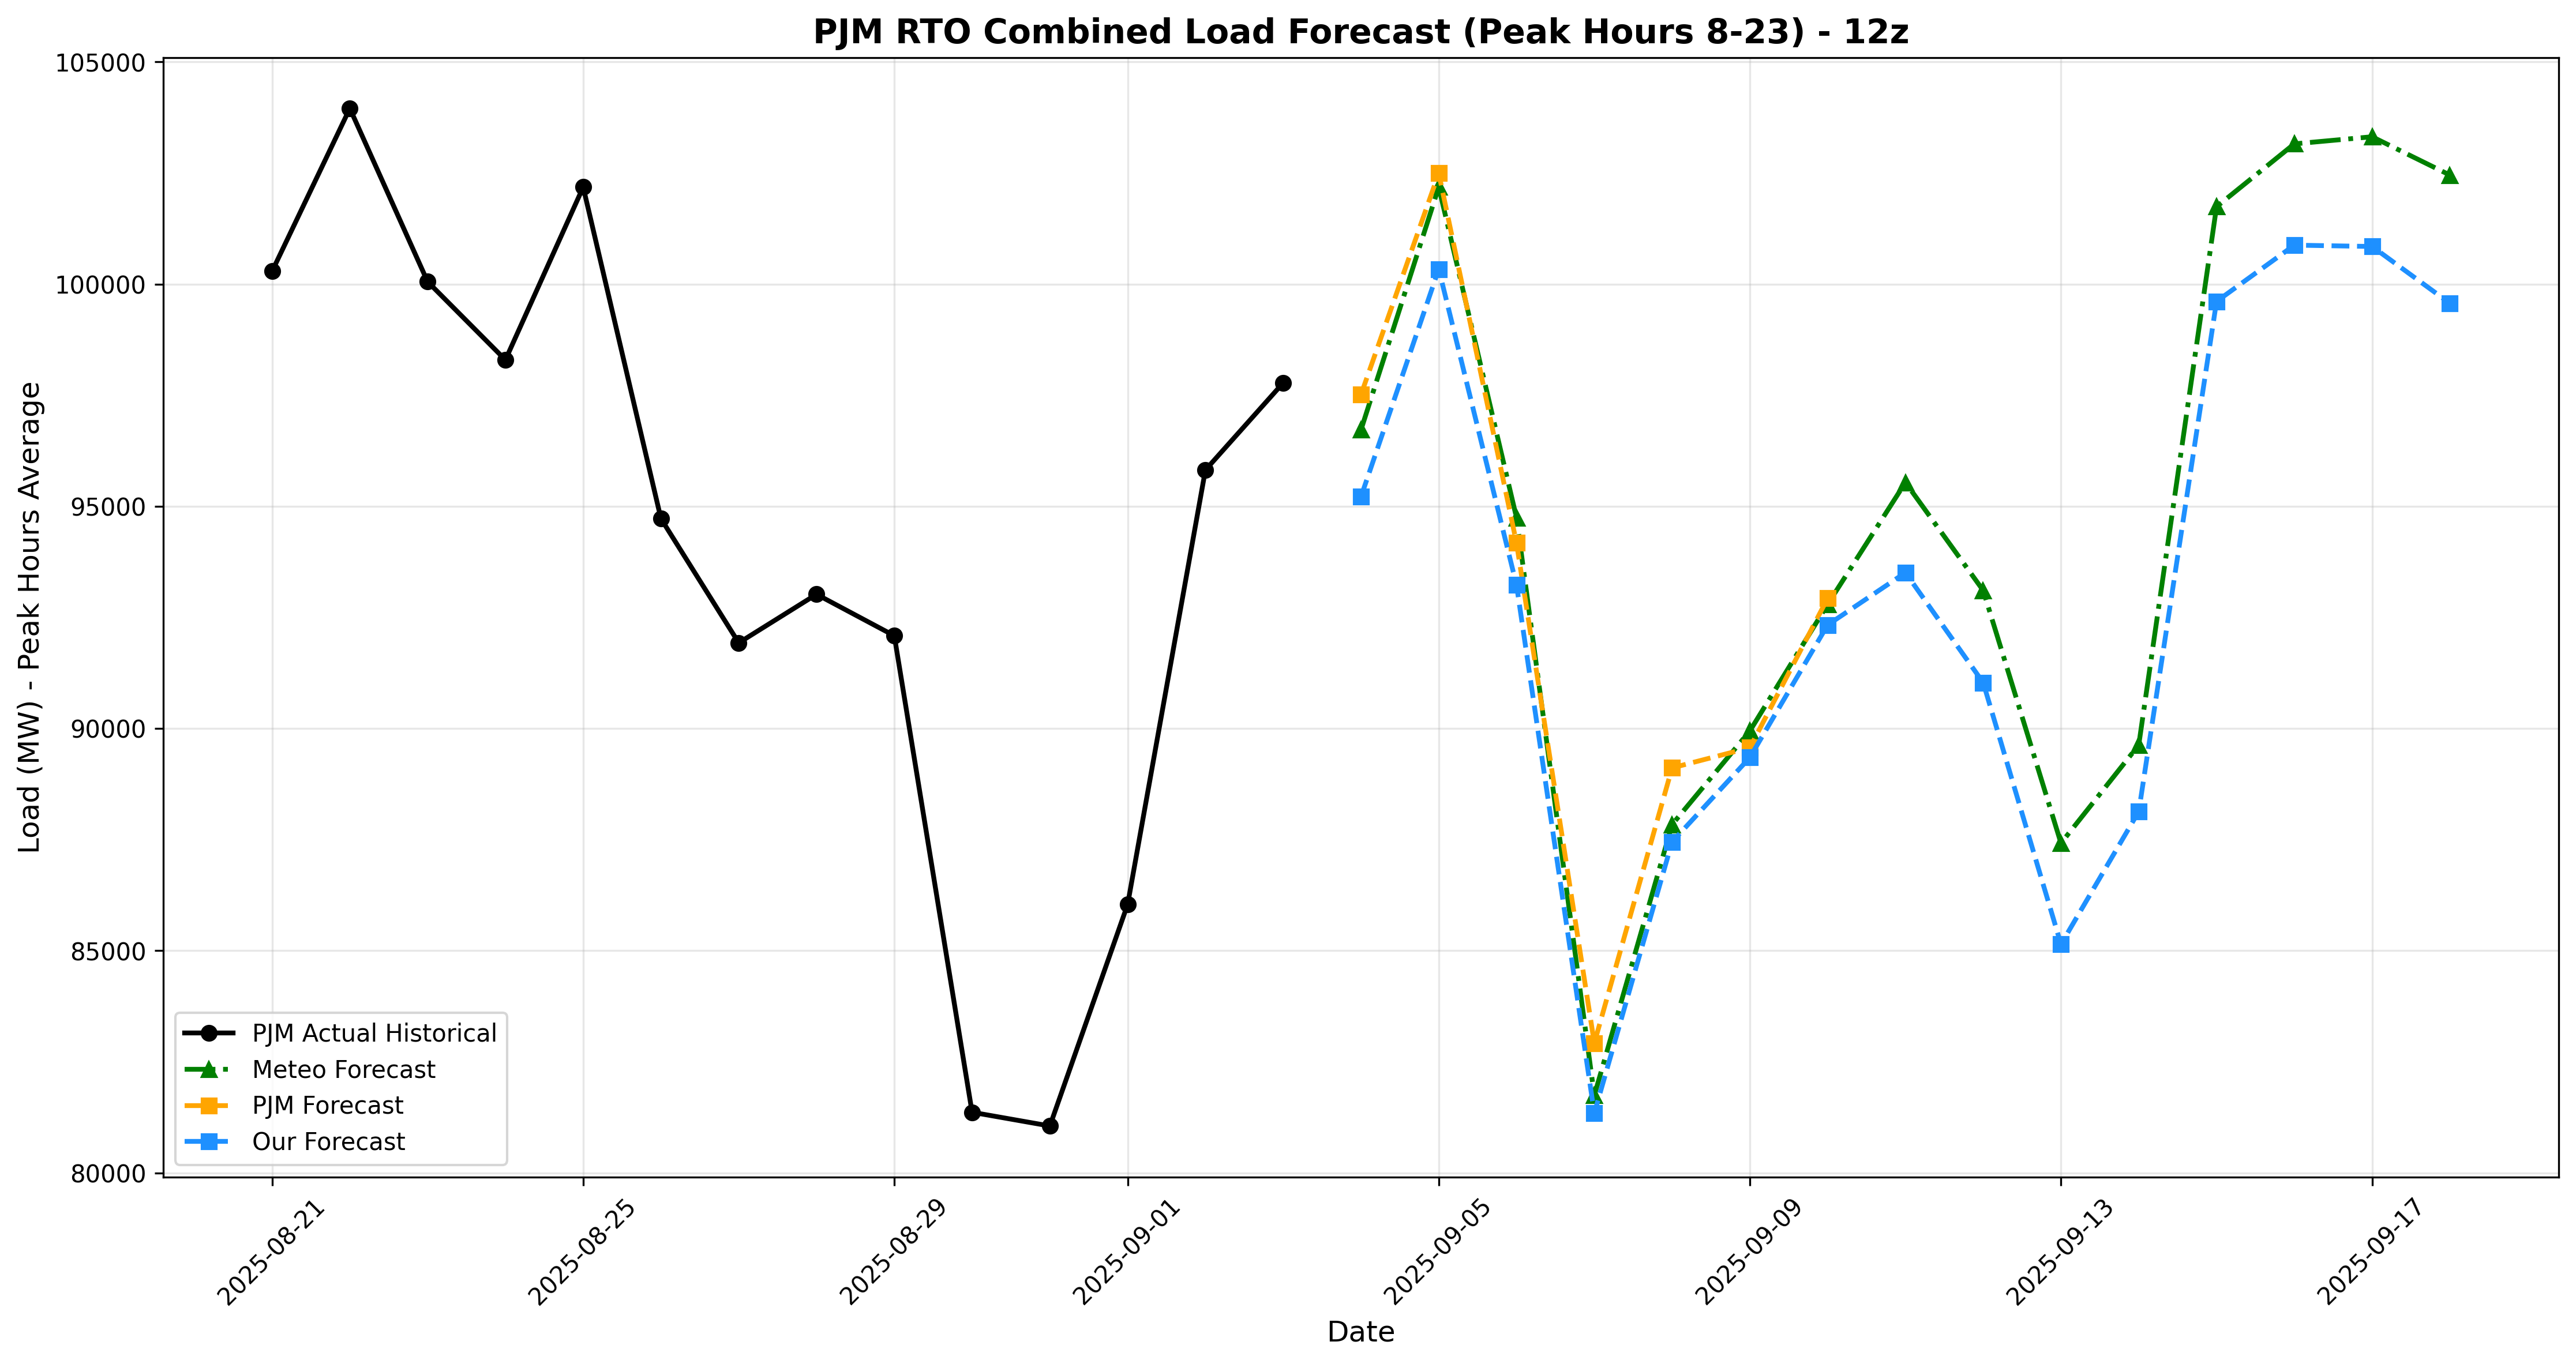 PJM RTO Combined Load Forecast (Peak Hours 8-23) - 12z
Load (MW) - Peak Hours Average
105000
100000
95000
90000
85000
80000
PJM Actual Historical
Meteo Forecast
PJM Forecast
Our Forecast
2025-08-21
2025-08-25
2025-08-29
2025-09-01
2025-09-05
2025-09-09
2025-09-13
2025-09-17
Date